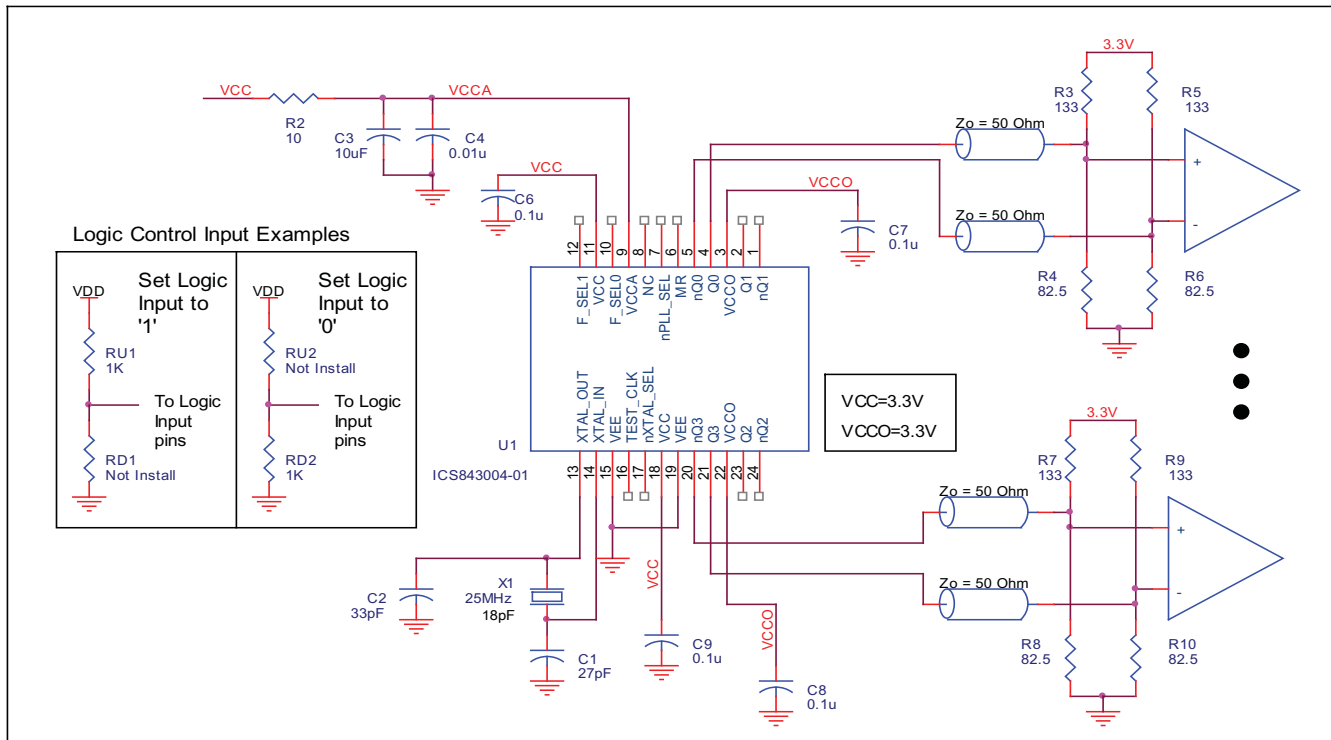 VCC
R2
10
VCCA
C3
10uF
C4
0.01u
VCC
C6
0.1u
VCCO
C7
0.1u
Zo = 50 Ohm
Zo = 50 Ohm
3.3V
R3
133
R5
133
+
-
R4
82.5
R6
82.5
Logic Control Input Examples
Set Logic
Input to
'1'
VDD
RU1
1K
To Logic
Input
pins
RD1
Not Install
Set Logic
Input to
'0'
VDD
RU2
Not Install
To Logic
Input
pins
RD2
1K
12
11
10
9
8
7
6
5
4
3
2
1
F_SEL1
VCC
F_SEL0
VCCA
NC
nPLL_SEL
MR
nQ0
Q0
VCCO
Q1
nQ1
XTAL_OUT
XTAL_IN
VEE
TEST_CLK
nXTAL_SEL
VCC
VEE
nQ3
Q3
VCCO
Q2
nQ2
U1
ICS843004-01
13
14
15
16
17
18
19
20
21
22
23
24
VCC=3.3V
VCCO=3.3V
C2
33pF
X1
25MHz
18pF
C1
27pF
VCC
C9
0.1u
VCCO
C8
0.1u
Zo = 50 Ohm
Zo = 50 Ohm
3.3V
R7
133
R9
133
+
-
R8
82.5
R10
82.5